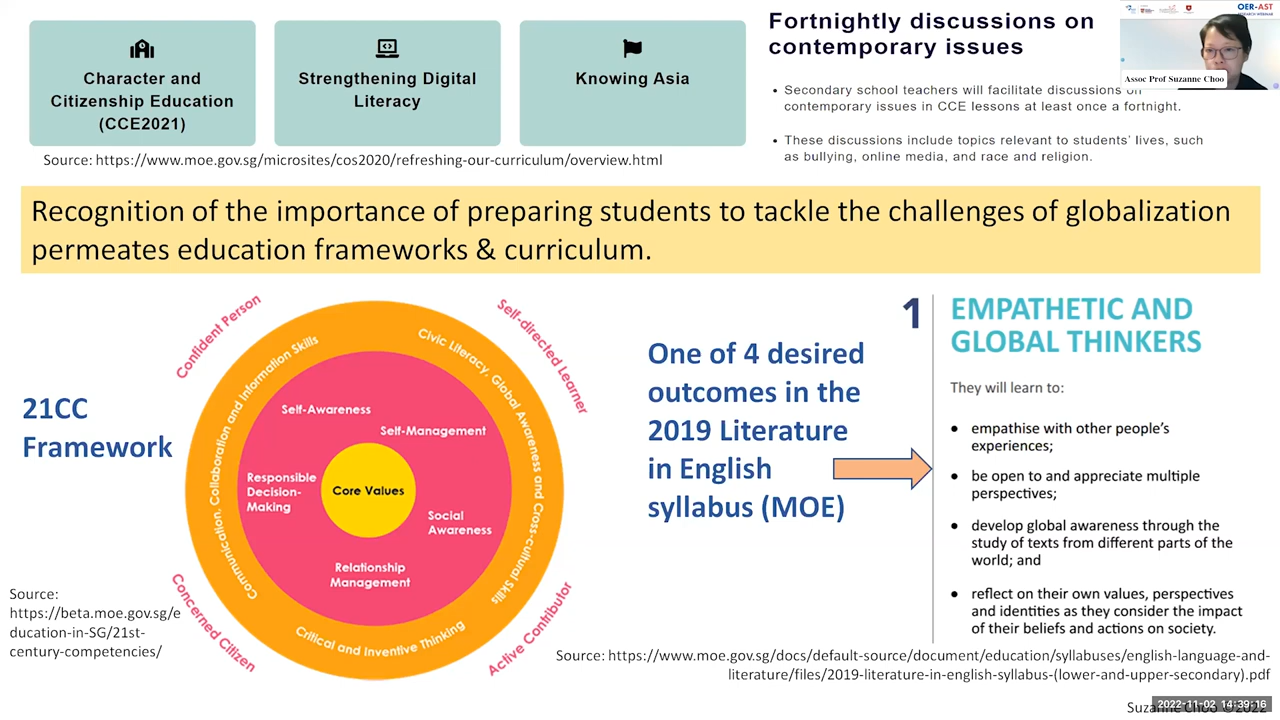 Character and
Citizenship Education
(CCE2021)
Strengthening Digital
Literacy
Knowing Asia
Source: https://www.moe.gov.sg/microsites/cos2020/refreshing-our-curriculum/overview.html
Fortnightly discussions on
contemporary issues
• Secondary school teachers will facilitate discussions on
contemporary issues in CCE lessons at least once a fortnight.
• These discussions include topics relevant to students' lives, such
as bullying, online media, and race and religion.
OER-AST
Assoc Prof Suzanne Choo
Recognition of the importance of preparing students to tackle the challenges of globalization
permeates education frameworks & curriculum.
21CC
Framework
Confident Person
Self-directed Learner
Communication, Collaboration and Information Skills
Civic Literacy, Global Awareness and Cross-cultural Skills
Self-Awareness
Self-Management
Responsible
Decision-
Making
Core Values
Social
Awareness
Relationship
Management
Critical and Inventive Thinking
Concerned Citizen
Active Contributor
Source:
https://beta.moe.gov.sg/e
ducation-in-SG/21st-
century-competencies/
One of 4 desired
outcomes in the
2019 Literature
in English
syllabus (MOE)
1
EMPATHETIC AND
GLOBAL THINKERS
They will learn to:
• empathise with other people's
experiences;
• be open to and appreciate multiple
perspectives;
• develop global awareness through the
study of texts from different parts of the
world; and
• reflect on their own values, perspectives
and identities as they consider the impact
of their beliefs and actions on society.
Source: https://www.moe.gov.sg/docs/default-source/document/education/syllabuses/english-language-and-
literature/files/2019-literature-in-english-syllabus-(lower-and-upper-secondary).pdf
Suzanne Choo ©2022
2022-11-02 14:39:16